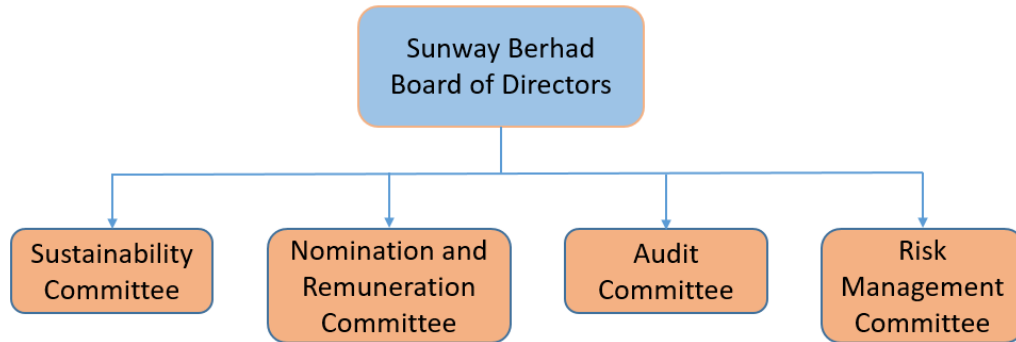 Sunway Berhad
Board of Directors
Sustainability
Committee
Nomination and
Remuneration
Committee
Audit
Committee
Risk
Management
Committee